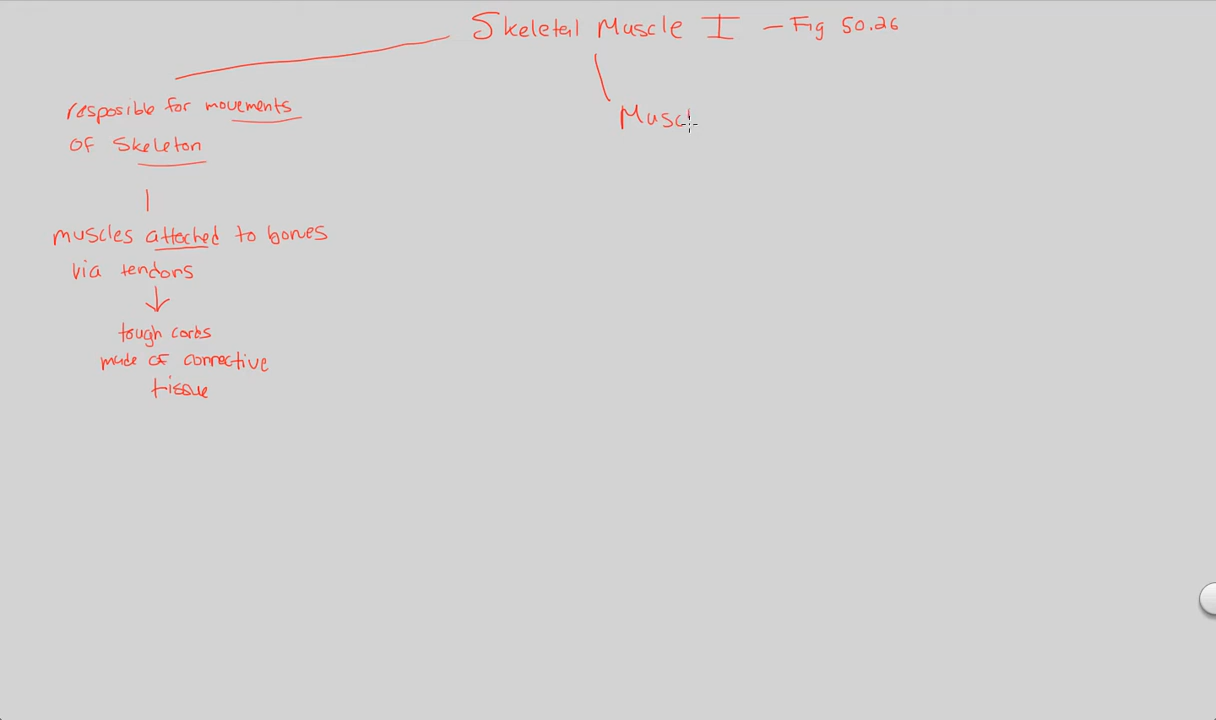 Skeletal Muscle I - Fig 50.26
resposible for movements
of Skeleton
Muscl
muscles attached to bones
via tendons
tough cords
made of connective
tissue